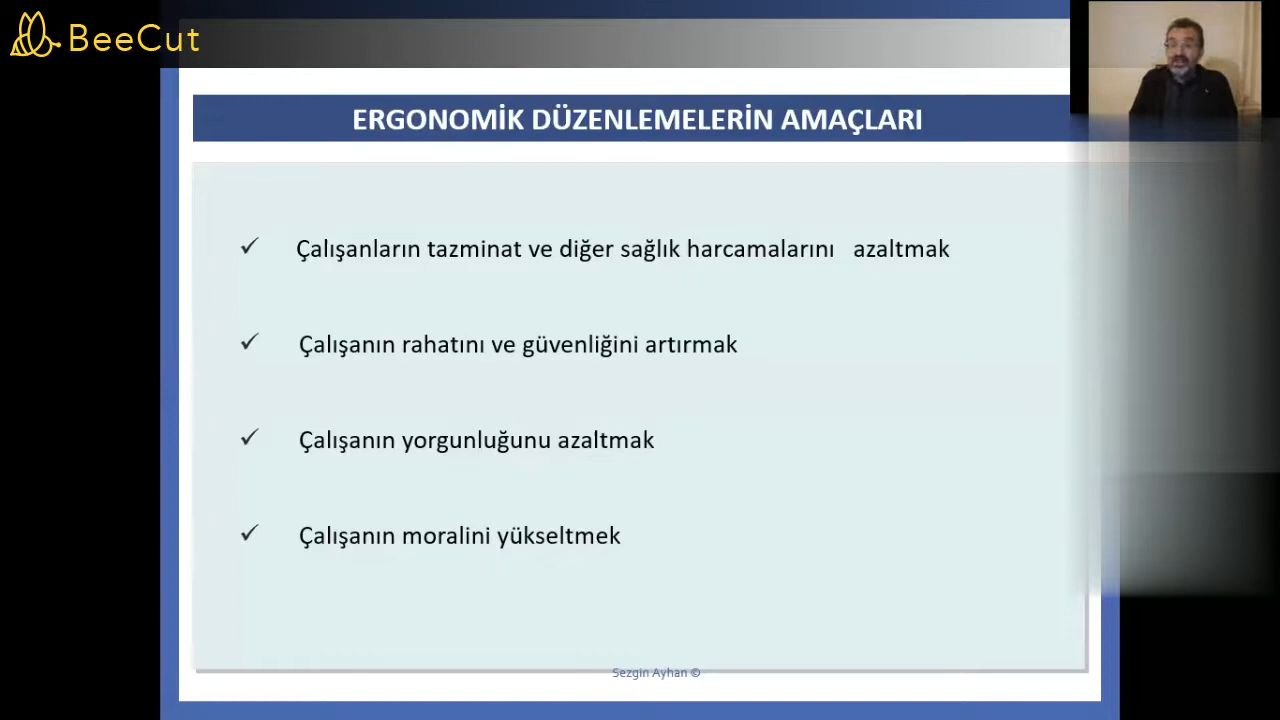 BeeCut
ERGONOMİK DÜZENLEMELERİN AMAÇLARI
✓ Çalışanların tazminat ve diğer sağlık harcamalarını azaltmak
✓ Çalışanın rahatını ve güvenliğini artırmak
✓ Çalışanın yorgunluğunu azaltmak
✓ Çalışanın moralini yükseltmek
Sezgin Ayhan ©